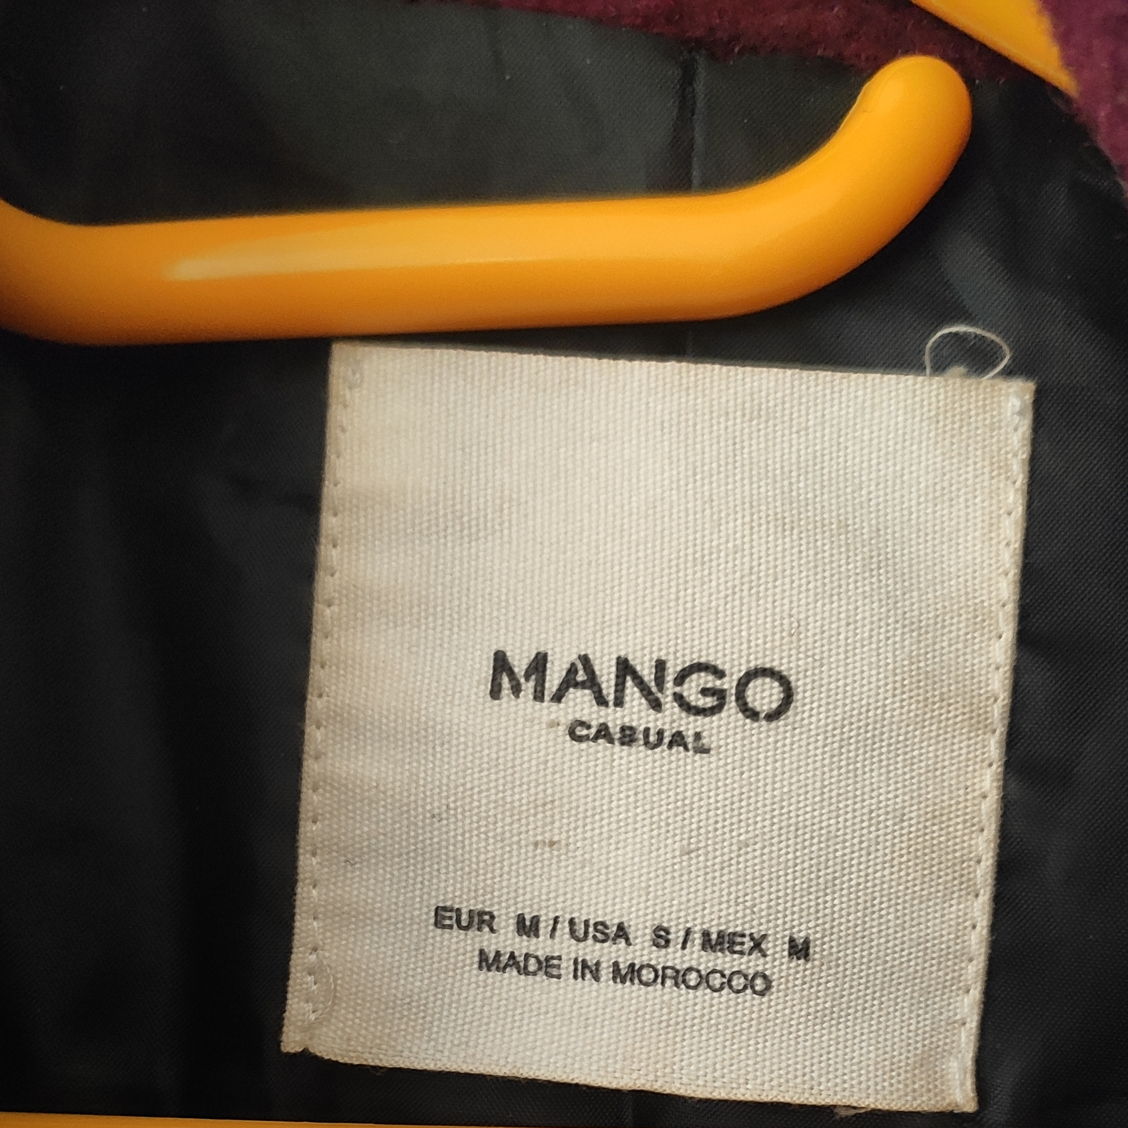 MANGO
CASUAL
EUR M / USA S / MEX M
MADE IN MOROCCO